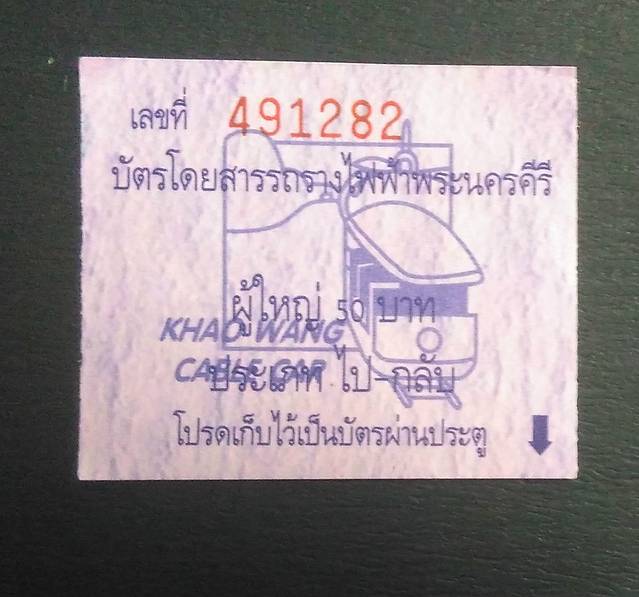 เลขที่ 491282
บัตรโดยสารรถรางไฟฟ้าพระนครคีรี
ผู้ใหญ่ 50 บาท
KHAO WANG
CABLE CAR
ประเภท ไป-กลับ
โปรดเก็บไว้เป็นบัตรผ่านประตู